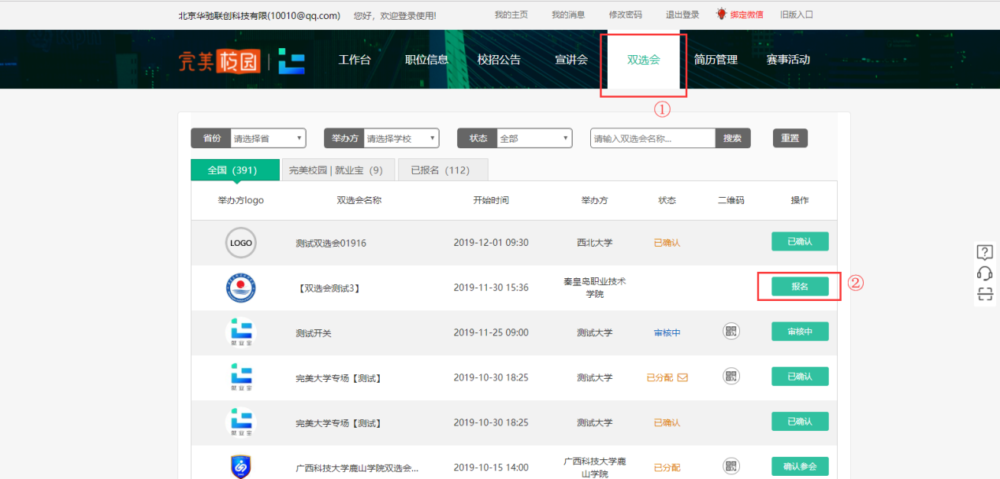 北京华驰联创科技有限(10010@qq.com) 您好，欢迎登录使用! 我的主页 我的消息 修改密码 退出登录 绑定微信 旧版入口
完美校园 工作台 职位信息 校招公告 宣讲会 双选会 简历管理 赛事活动
①
省份 请选择省 举办方 请选择学校 状态 全部 请输入双选会名称... 搜索 重置
全国（391） 完美校园 | 就业宝（9） 已报名（112）
举办方logo 双选会名称 开始时间 举办方 状态 二维码 操作
LOGO 测试双选会01916 2019-12-01 09:30 西北大学 已确认 已确认
【双选会测试3】 2019-11-30 15:36 秦皇岛职业技术 报名 ②
学院
测试开关 2019-11-25 09:00 测试大学 审核中 审核中
就业宝
完美大学专场【测试】 2019-10-30 18:25 测试大学 已分配 已确认
就业宝
完美大学专场【测试】 2019-10-30 18:25 测试大学 已确认 已确认
就业宝
广西科技大学鹿山学院双选会... 2019-10-15 14:00 广西科技大学鹿 已分配 确认参会
山学院